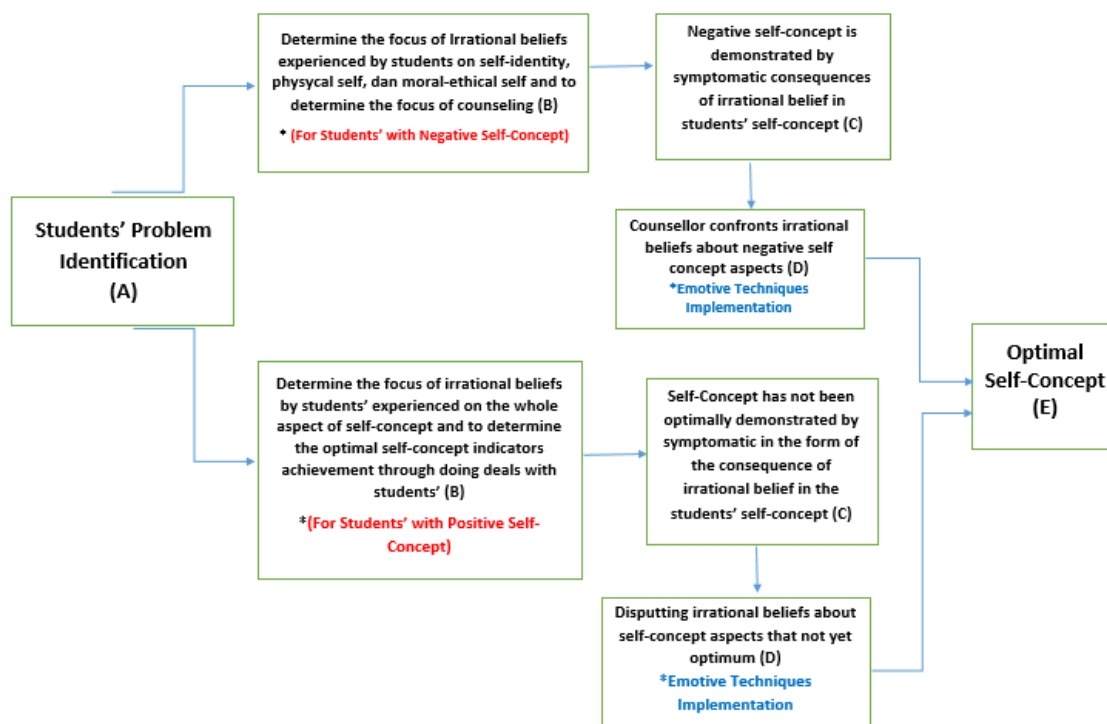 Determine the focus of Irrational beliefs
experienced by students on self-identity,
physycal self, dan moral-ethical self and to
determine the focus of counseling (B)
* (For Students' with Negative Self-Concept)
Negative self-concept is
demonstrated by
symptomatic consequences
of irrational belief in
students' self-concept (C)
Students' Problem
Identification
(A)
Counsellor confronts irrational
beliefs about negative self
concept aspects (D)
*Emotive Techniques
Implementation
Determine the focus of irrational beliefs
by students' experienced on the whole
aspect of self-concept and to determine
the optimal self-concept indicators
achievement through doing deals with
students' (B)
*(For Students' with Positive Self-
Concept)
Self-Concept has not been
optimally demonstrated by
symptomatic in the form of
the consequence of
irrational belief in the
students' self-concept (C)
Disputting irrational beliefs about
self-concept aspects that not yet
optimum (D)
*Emotive Techniques
Implementation
Optimal
Self-Concept
(E)